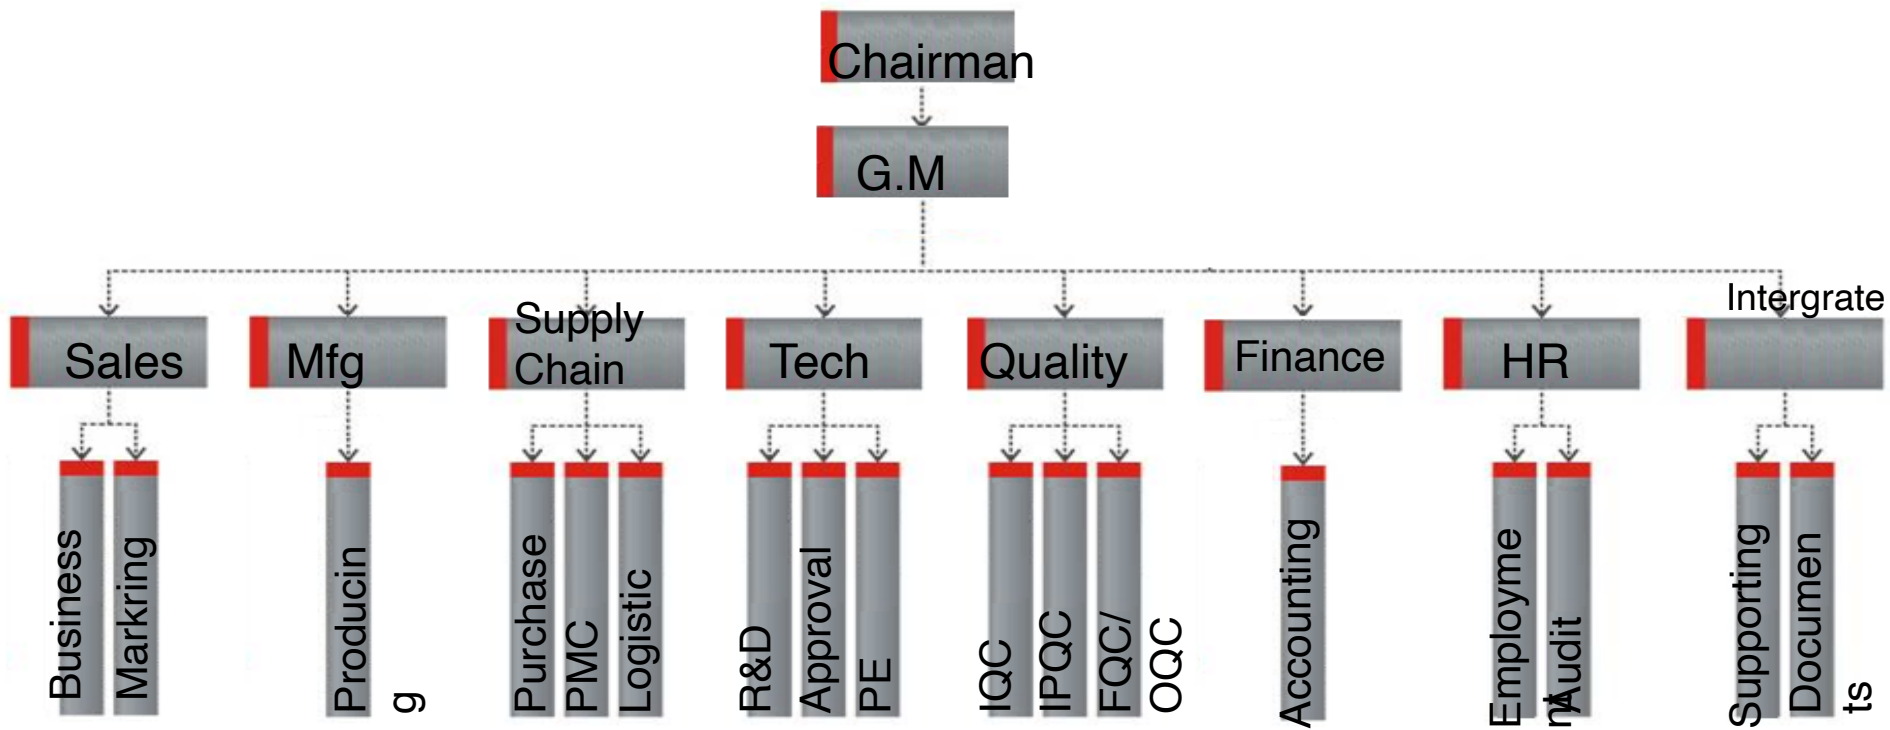 Chairman
G.M
Sales
Mfg
Supply
Chain
Tech
Quality
Finance
HR
Intergrate
Business
Markring
Producin
g
Purchase
PMC
Logistic
R&D
Approval
PE
IQC
IPQC
FQC/
OQC
Accounting
Employme
nt
Audit
Supporting
Documen
ts